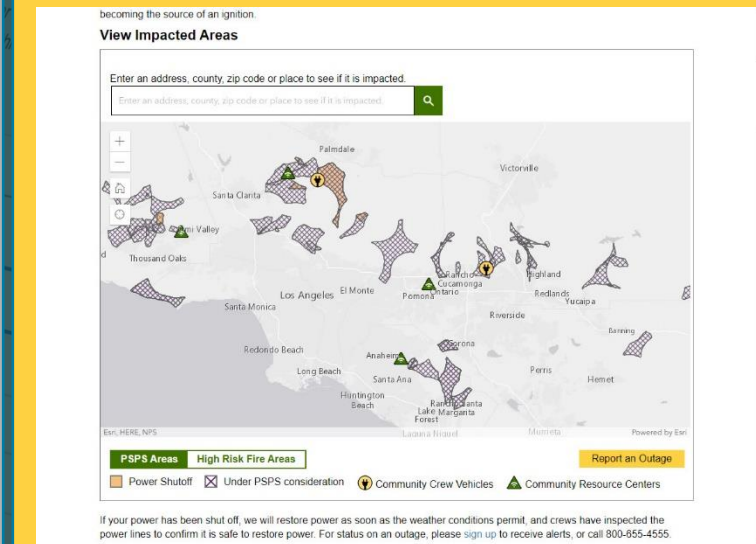 becoming the source of an ignition.
View Impacted Areas
Enter an address, county, zip code or place to see if it is impacted.
Enter an address, county, zip code or place to see if it is impacted.
Palmdale
Victorville
Santa Clarita
Simi Valley
Thousand Oaks
Rancho
Cucamonga
Highland
Los Angeles
El Monte
Pomona
Ontario
Redlands
Yucaipa
Santa Monica
Riverside
Banning
Redondo Beach
Anaheim
Corona
Long Beach
Santa Ana
Perris
Hemet
Huntington
Beach
Lake
Forest
Rancho Santa
Margarita
Laguna Niguel
Murrieta
Esri, HERE, NPS
Powered by Esri
PSPS Areas
High Risk Fire Areas
Report an Outage
Power Shutoff
Under PSPS consideration
Community Crew Vehicles
Community Resource Centers
If your power has been shut off, we will restore power as soon as the weather conditions permit, and crews have inspected the
power lines to confirm it is safe to restore power. For status on an outage, please sign up to receive alerts, or call 800-655-4555.